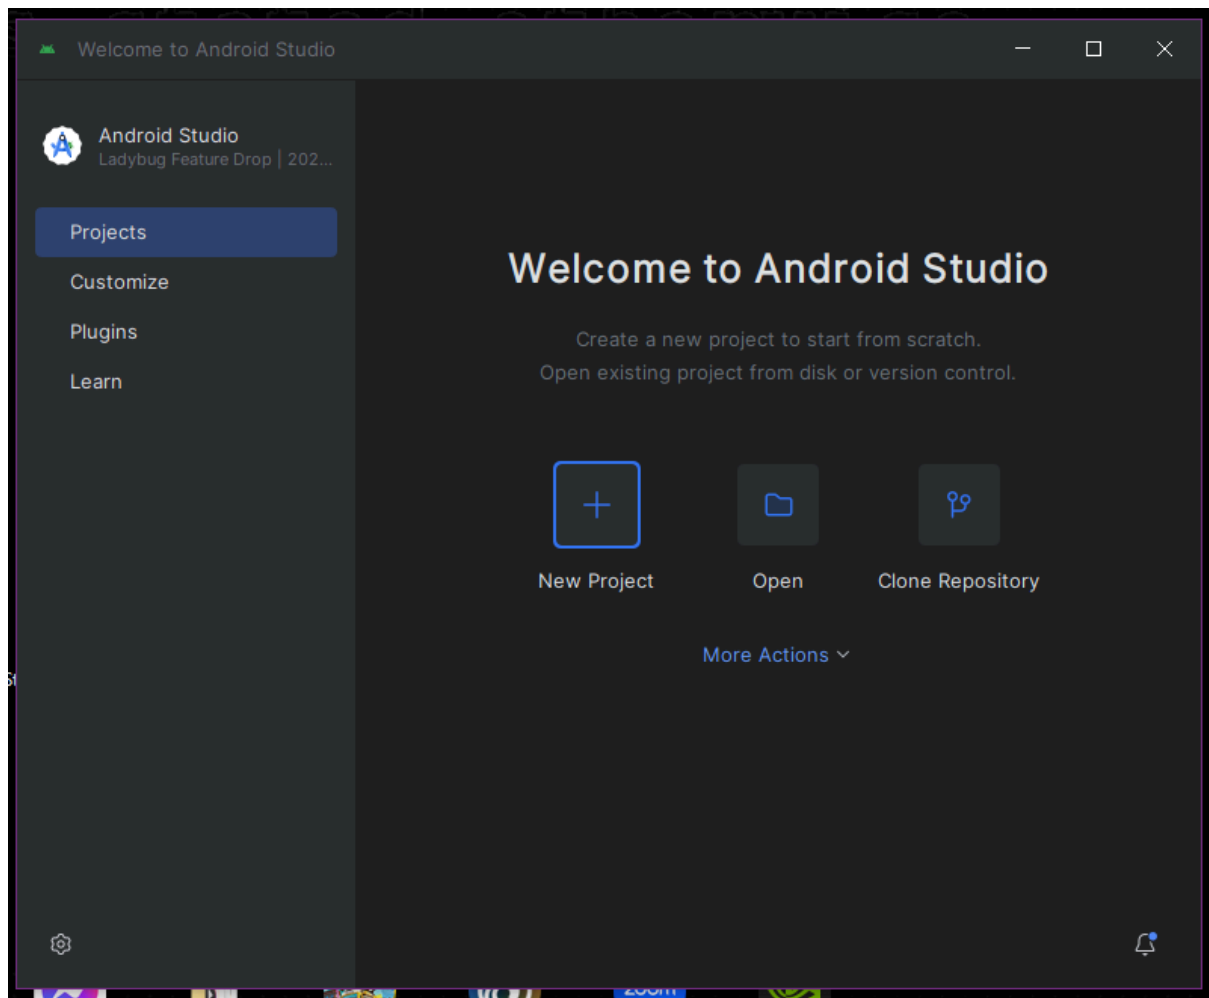 Welcome to Android Studio
Android Studio
Ladybug Feature Drop | 202...
Projects
Customize
Plugins
Learn
Welcome to Android Studio
Create a new project to start from scratch.
Open existing project from disk or version control.
New Project
Open
Clone Repository
More Actions
St
zoom